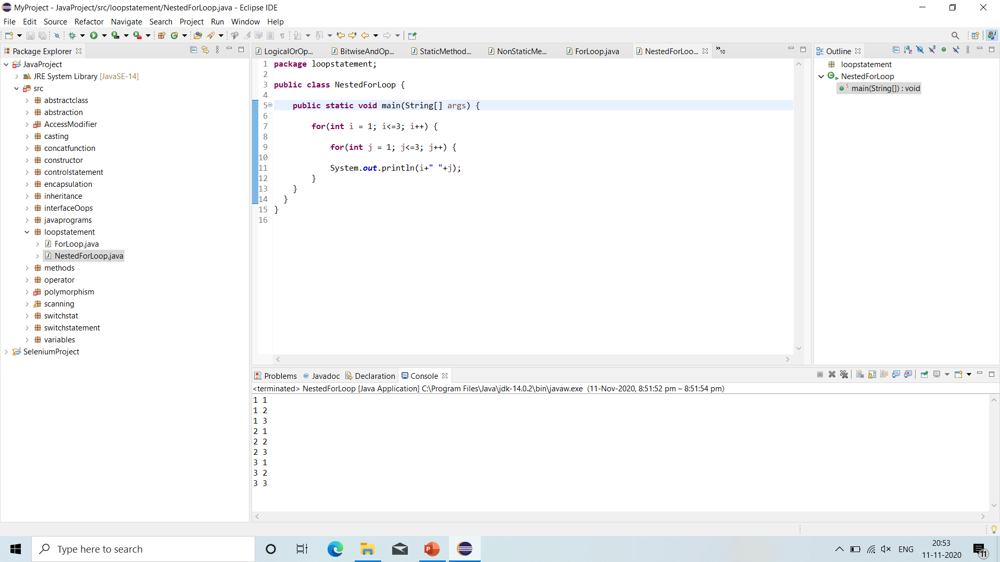 MyProject - JavaProject/src/loopstatement/NestedForLoop.java - Eclipse IDE
File Edit Source Refactor Navigate Search Project Run Window Help
Package Explorer
JavaProject
JRE System Library [JavaSE-14]
src
abstractclass
abstraction
AccessModifier
casting
concatfunction
constructor
controlstatement
encapsulation
inheritance
interfaceOops
javaprograms
loopstatement
ForLoop.java
NestedForLoop.java
methods
operator
polymorphism
scanning
switchstat
switchstatement
variables
SeleniumProject
LogicalOrOp... BitwiseAndOp... StaticMethod... NonStaticMe... ForLoop.java NestedForLoo... »10
1 package loopstatement;
2
3 public class NestedForLoop {
4
5 public static void main(String[] args) {
6
7 for(int i = 1; i<=3; i++) {
8
9 for(int j = 1; j<=3; j++) {
10
11 System.out.println(i+" "+j);
12 }
13 }
14 }
15 }
16
Outline
loopstatement
NestedForLoop
main(String[]) : void
Problems @ Javadoc Declaration Console
<terminated> NestedForLoop [Java Application] C:\Program Files\Java\jdk-14.0.2\bin\javaw.exe (11-Nov-2020, 8:51:52 pm – 8:51:54 pm)
1 1
1 2
1 3
2 1
2 2
2 3
3 1
3 2
3 3
Type here to search
ENG
20:53
11-11-2020
11